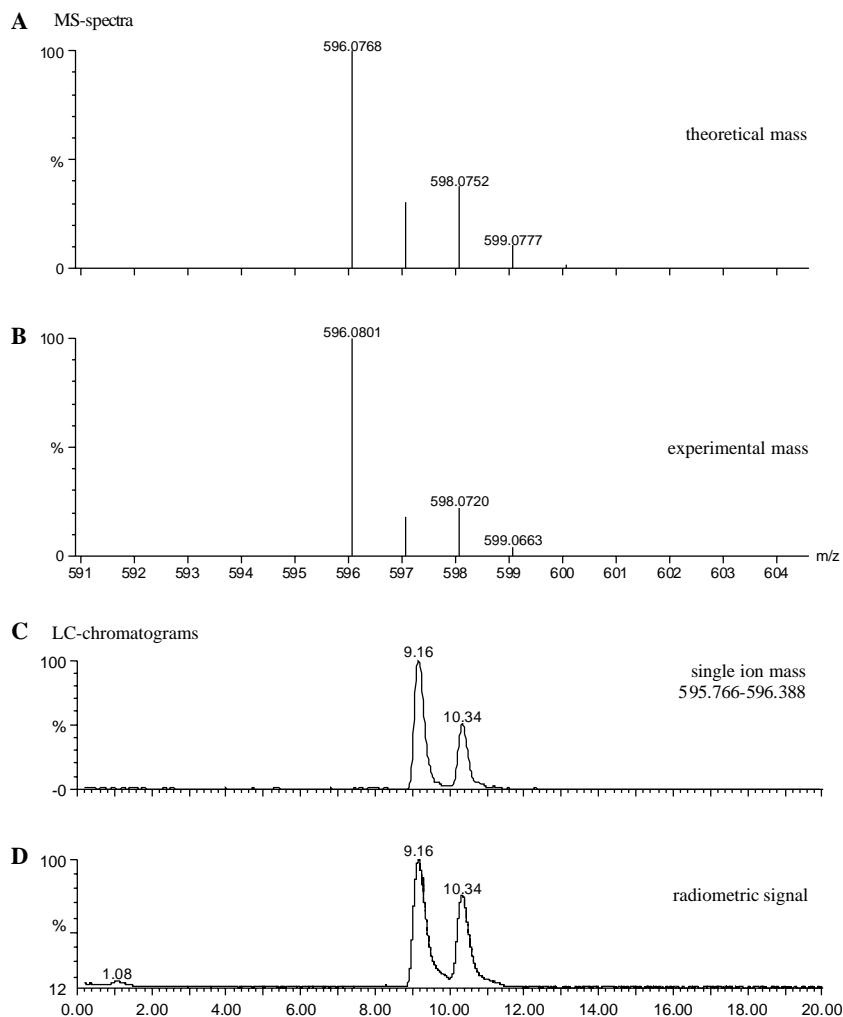 A MS-spectra
100
596.0768
theoretical mass
%
598.0752
599.0777
0
B
100
596.0801
experimental mass
%
598.0720
599.0663
0
m/z
591 592 593 594 595 596 597 598 599 600 601 602 603 604
C LC-chromatograms
9.16
100
single ion mass
595.766-596.388
10.34
%
-0
D
9.16
100
10.34
radiometric signal
%
1.08
12
0.00 2.00 4.00 6.00 8.00 10.00 12.00 14.00 16.00 18.00 20.00